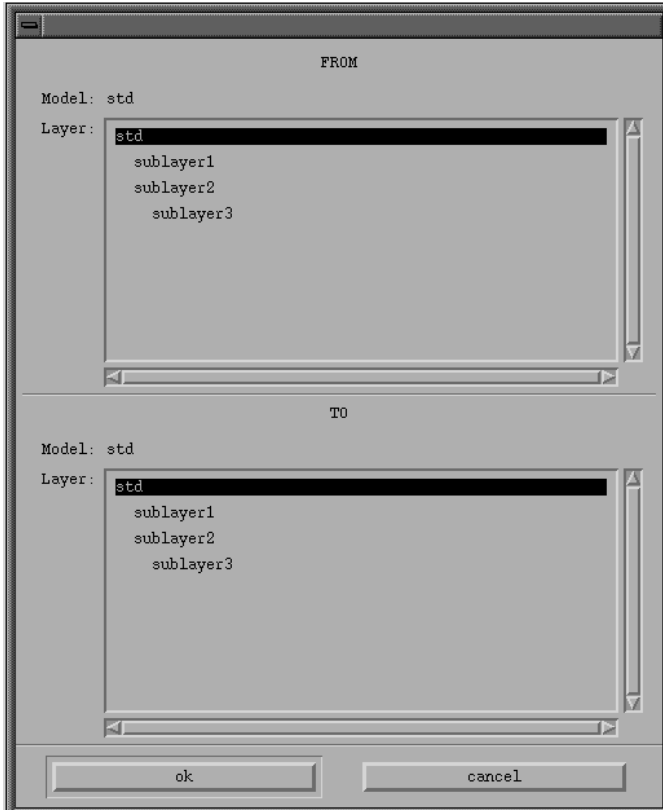 FROM
Model: std
Layer: std
sublayer1
sublayer2
sublayer3
TO
Model: std
Layer: std
sublayer1
sublayer2
sublayer3
ok cancel